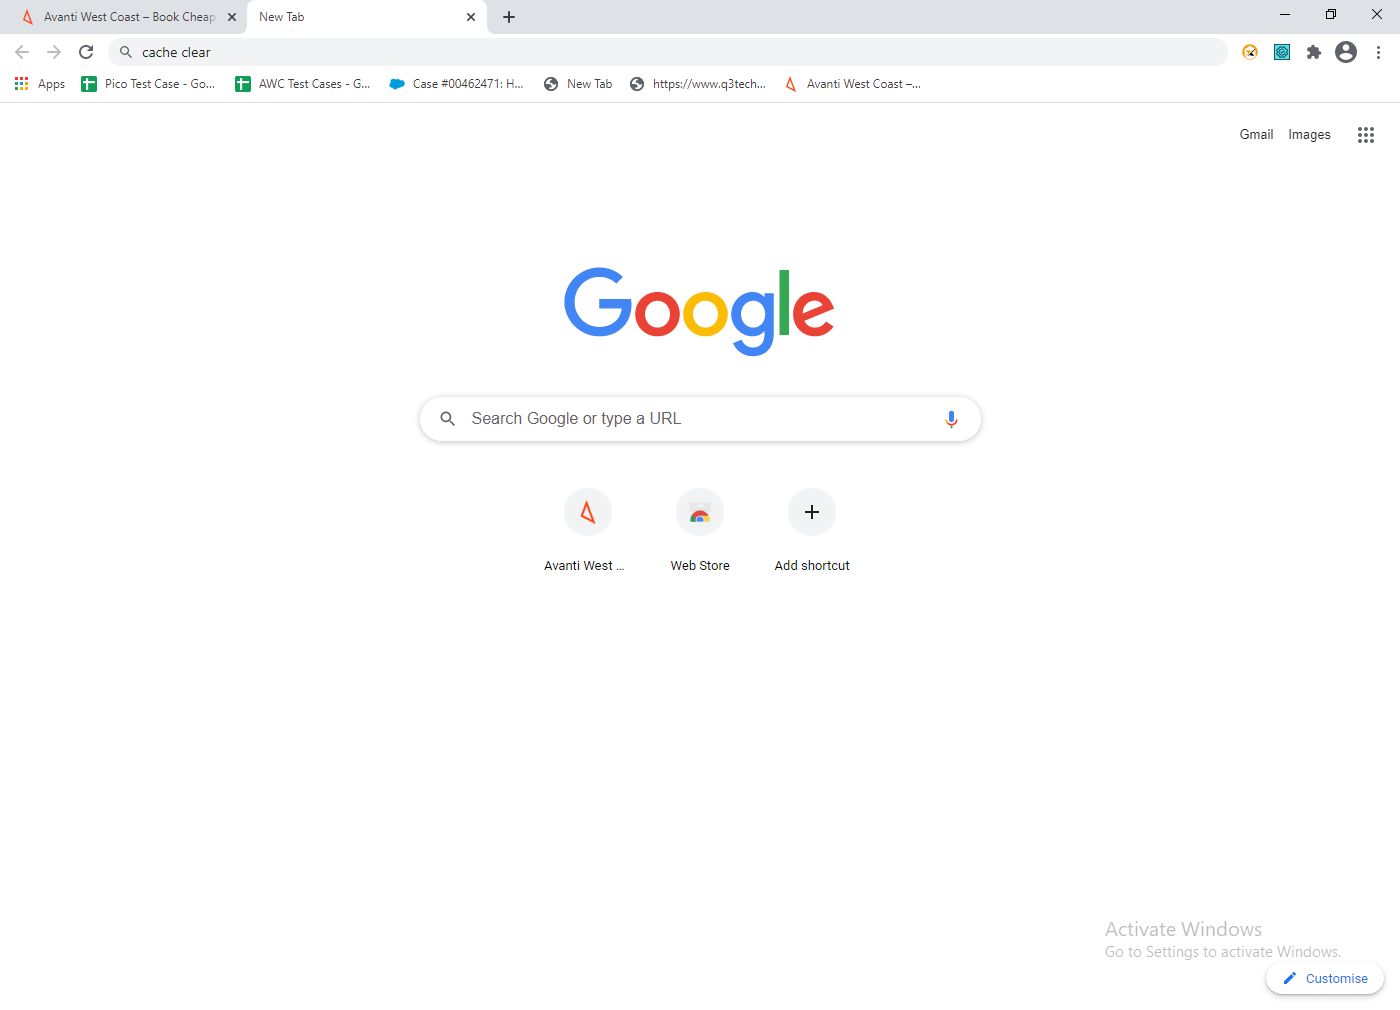 Avanti West Coast – Book Cheap
New Tab
cache clear
Apps
Pico Test Case - Go...
AWC Test Cases - G...
Case #00462471: H...
New Tab
https://www.q3tech...
Avanti West Coast –...
Gmail
Images
Google
Search Google or type a URL
Avanti West ...
Web Store
Add shortcut
Activate Windows
Go to Settings to activate Windows.
Customise